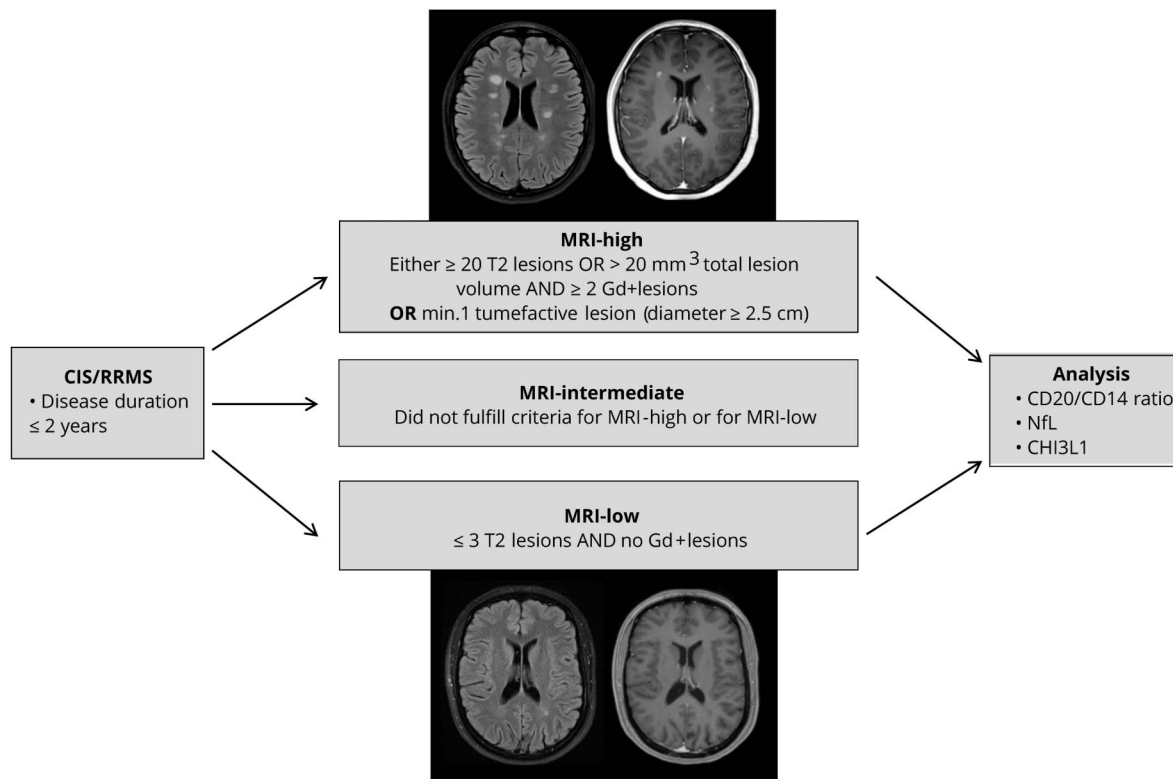 MRI-high
Either ≥ 20 T2 lesions OR > 20 mm³ total lesion
volume AND ≥ 2 Gd+lesions
OR min.1 tumefactive lesion (diameter ≥ 2.5 cm)
CIS/RRMS
• Disease duration
≤ 2 years
MRI-intermediate
Did not fulfill criteria for MRI-high or for MRI-low
Analysis
• CD20/CD14 ratio
• NfL
• CHI3L1
MRI-low
≤ 3 T2 lesions AND no Gd+lesions